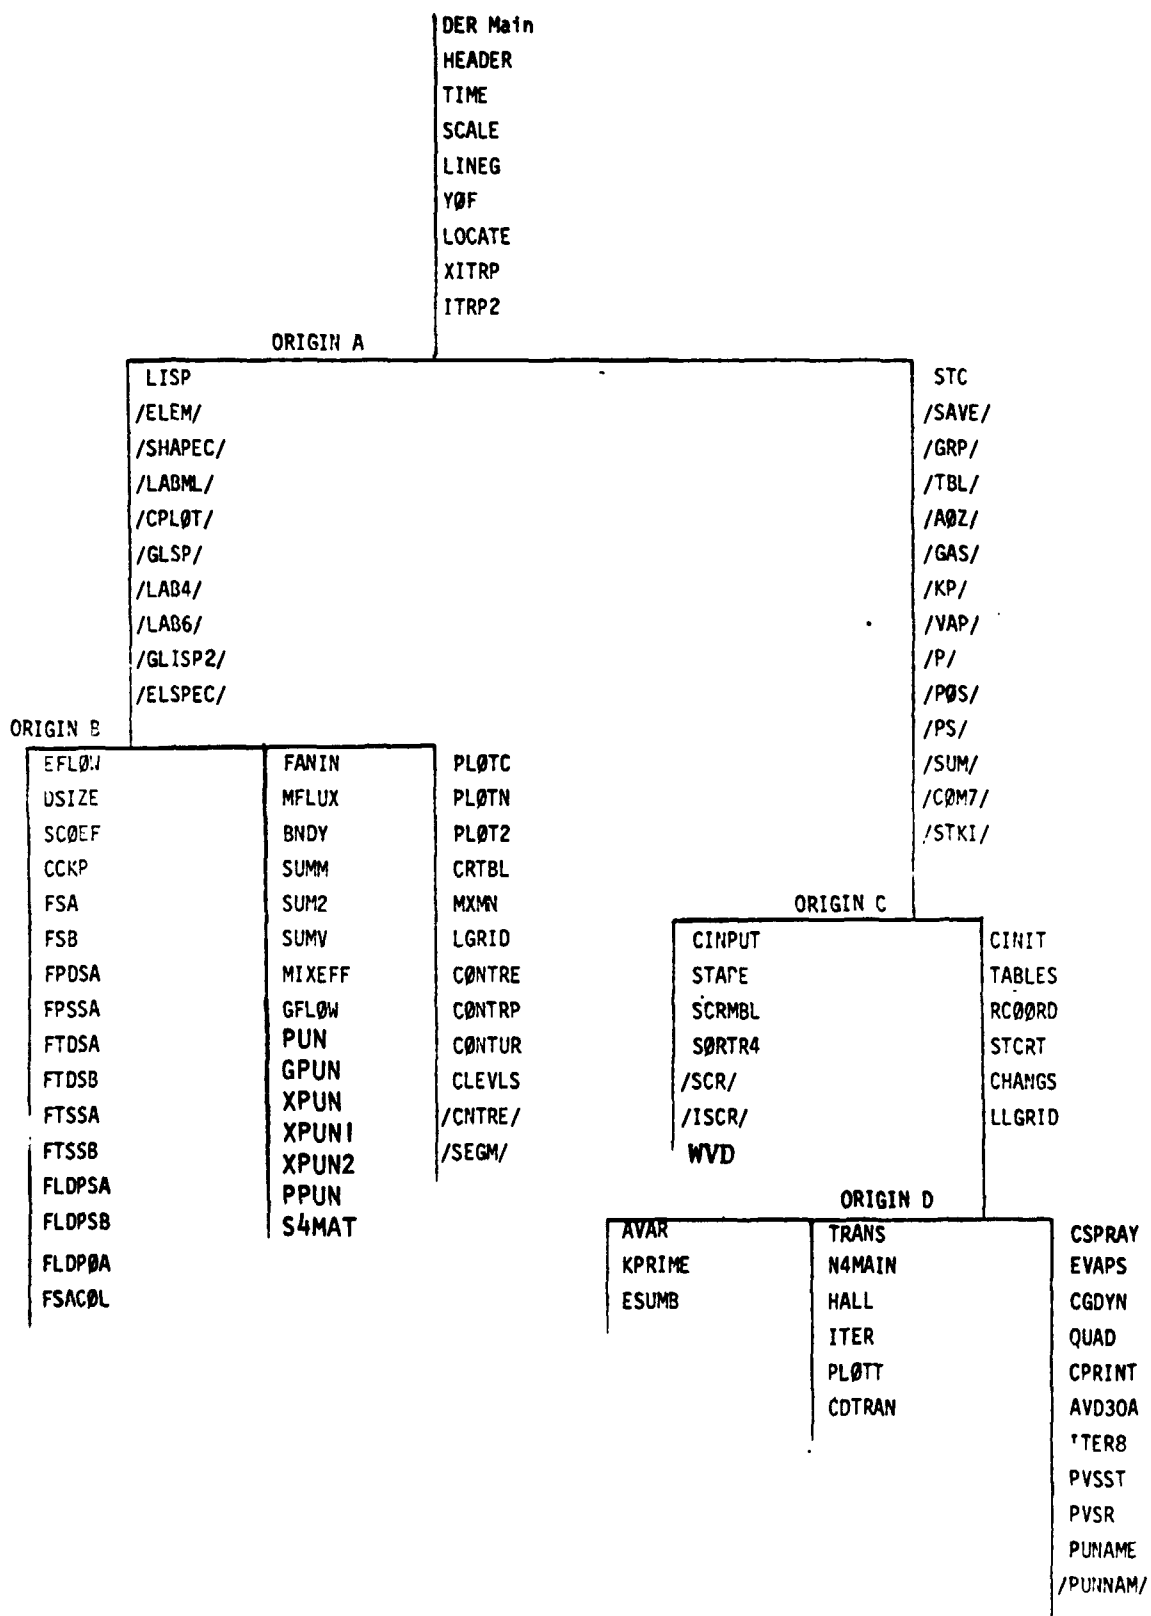 DER Main
HEADER
TIME
SCALE
LINEG
YØF
LOCATE
XITRP
ITRP2
ORIGIN A
LISP
/ELEM/
/SHAPEC/
/LABML/
/CPLØT/
/GLSP/
/LAB4/
/LAB6/
/GLISP2/
/ELSPEC/
STC
/SAVE/
/GRP/
/TBL/
/AØZ/
/GAS/
/KP/
/VAP/
/P/
/PØS/
/PS/
/SUM/
/CØM7/
/STKI/
ORIGIN B
EFLØW
DSIZE
SCØEF
CCKP
FSA
FSB
FPDSA
FPSSA
FTDSA
FTDSB
FTSSA
FTSSB
FLDPSA
FLDPSB
FLDPØA
FSACØL
FANIN
MFLUX
BNDY
SUMM
SUM2
SUMV
MIXEFF
GFLØW
PUN
GPUN
XPUN
XPUN1
XPUN2
PPUN
S4MAT
PLØTC
PLØTN
PLØT2
CRTBL
MXMN
LGRID
CØNTRE
CØNTRP
CØNTUR
CLEVLS
/CNTRE/
/SEGM/
ORIGIN C
CINPUT
STAPE
SCRMBL
SØRTR4
/SCR/
/ISCR/
WVD
CINIT
TABLES
RCØØRD
STCRT
CHANGS
LLGRID
ORIGIN D
AVAR
KPRIME
ESUMB
TRANS
N4MAIN
HALL
ITER
PLØTT
CDTRAN
CSPRAY
EVAPS
CGDYN
QUAD
CPRINT
AVD30A
ITER8
PVSST
PVSR
PUNAME
/PUNNAM/